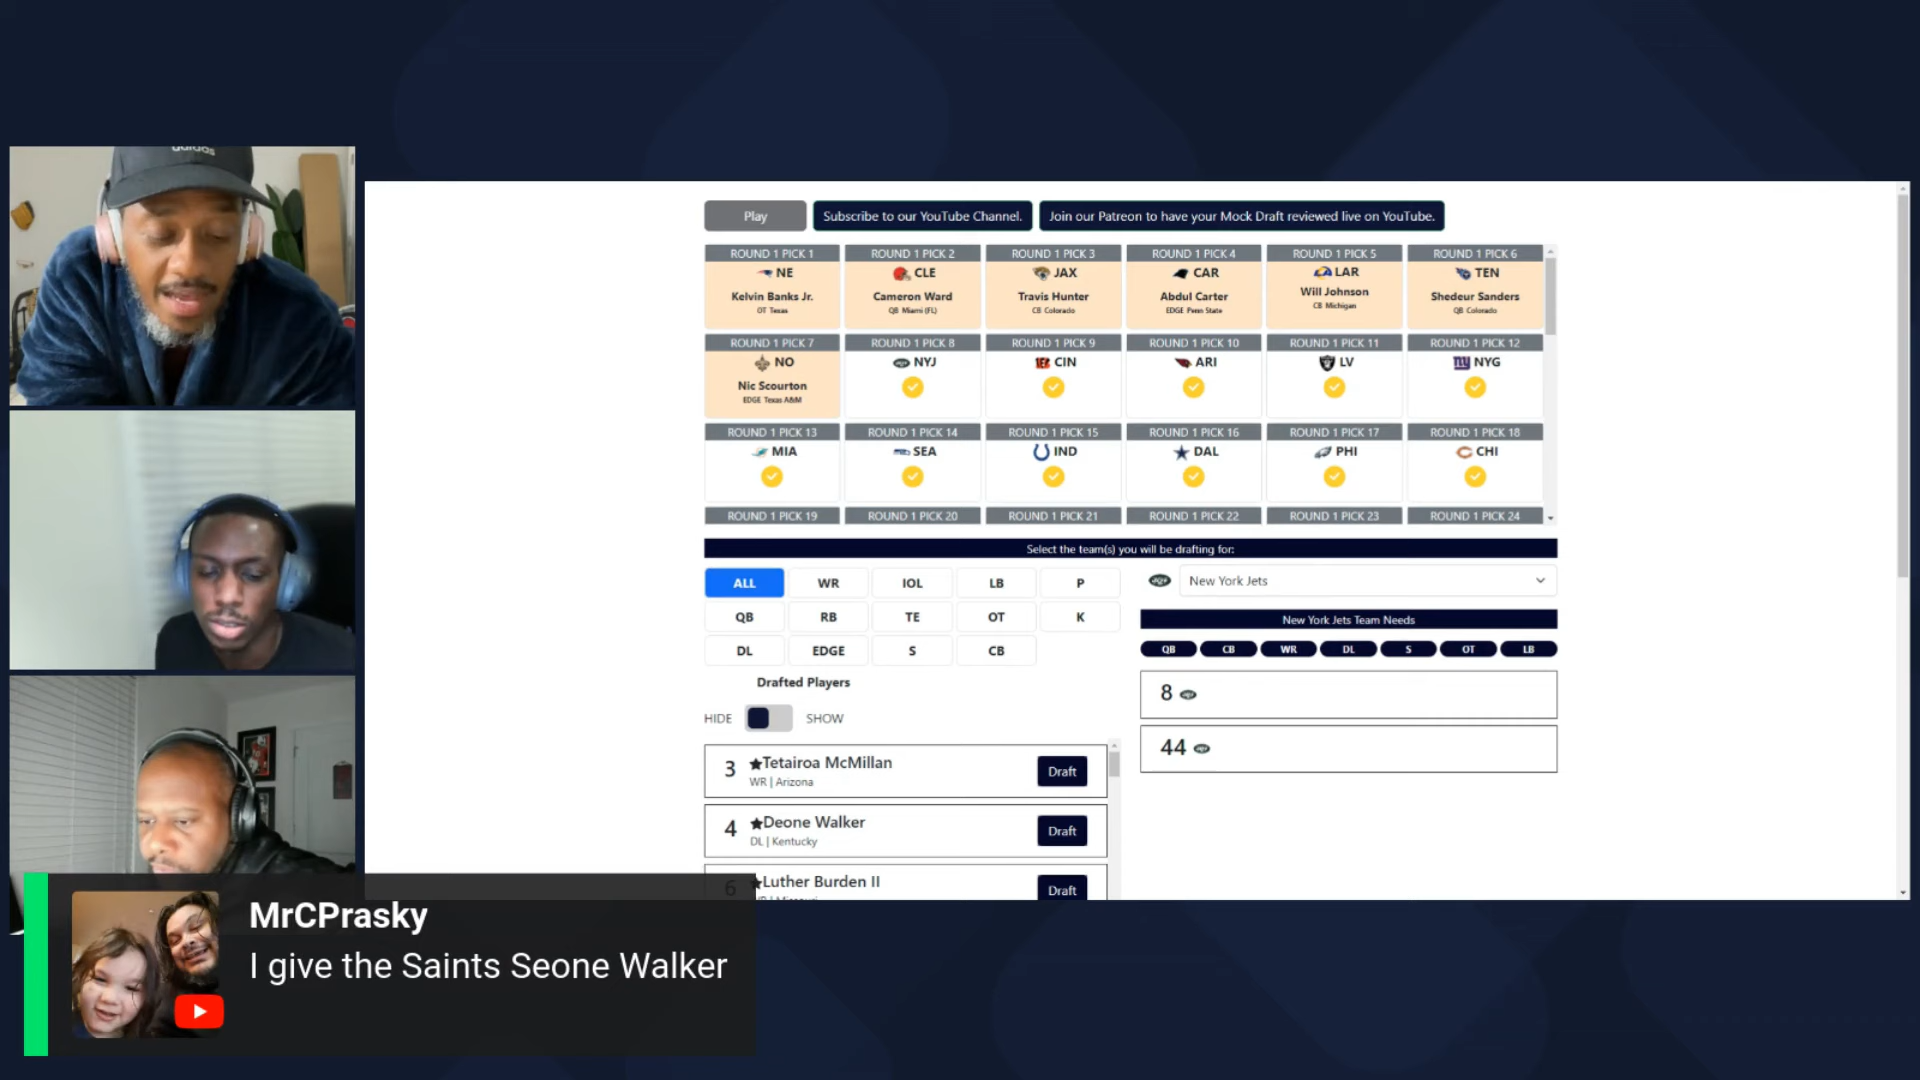 adidas
Play
Subscribe to our YouTube Channel.
Join our Patreon to have your Mock Draft reviewed live on YouTube.
ROUND 1 PICK 1
ROUND 1 PICK 2
ROUND 1 PICK 3
ROUND 1 PICK 4
ROUND 1 PICK 5
ROUND 1 PICK 6
NE
CLE
JAX
CAR
LAR
TEN
Kelvin Banks Jr.
Cameron Ward
Travis Hunter
Abdul Carter
Will Johnson
Shedeur Sanders
OT Texas
QB Miami (FL)
CB Colorado
EDGE Penn State
CB Michigan
QB Colorado
ROUND 1 PICK 7
ROUND 1 PICK 8
ROUND 1 PICK 9
ROUND 1 PICK 10
ROUND 1 PICK 11
ROUND 1 PICK 12
NO
NYJ
CIN
ARI
LV
NYG
Nic Scourton
EDGE Texas A&M
ROUND 1 PICK 13
ROUND 1 PICK 14
ROUND 1 PICK 15
ROUND 1 PICK 16
ROUND 1 PICK 17
ROUND 1 PICK 18
MIA
SEA
IND
DAL
PHI
CHI
ROUND 1 PICK 19
ROUND 1 PICK 20
ROUND 1 PICK 21
ROUND 1 PICK 22
ROUND 1 PICK 23
ROUND 1 PICK 24
Select the team(s) you will be drafting for:
ALL
WR
IOL
LB
P
QB
RB
TE
OT
K
DL
EDGE
S
CB
New York Jets
New York Jets Team Needs
QB
CB
WR
DL
S
OT
LB
8
44
Drafted Players
HIDE
SHOW
3
Tetairoa McMillan
WR | Arizona
Draft
4
Deone Walker
DL | Kentucky
Draft
6
Luther Burden II
Draft
MrCPrasky
I give the Saints Seone Walker